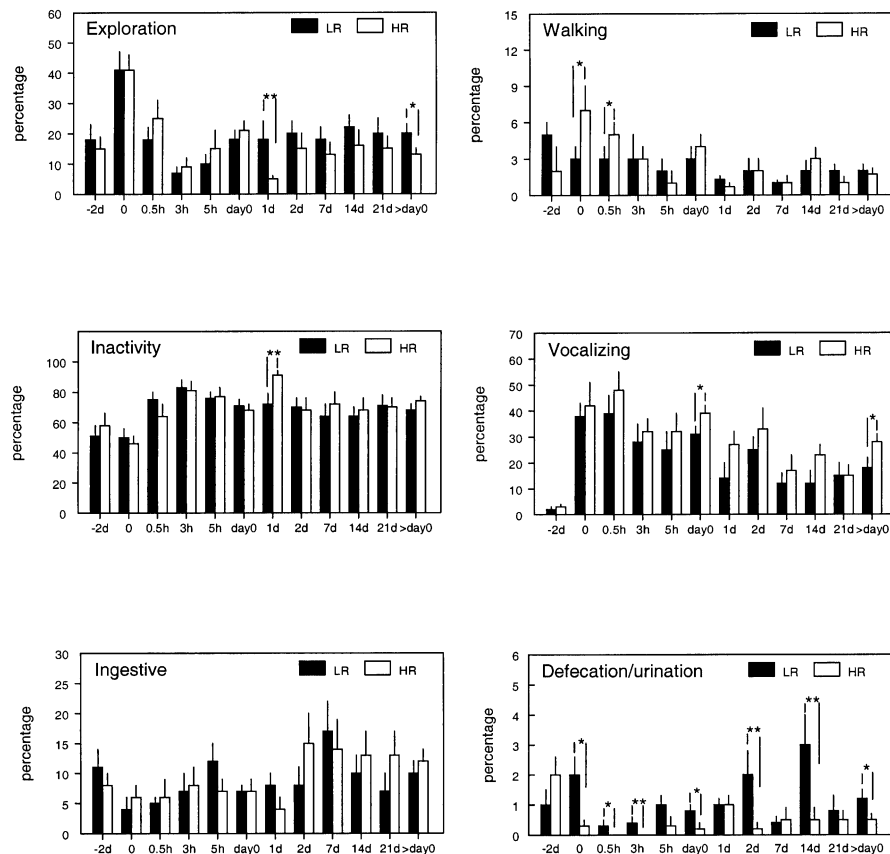 Exploration LR HR
percentage
60
50
40
30
20
10
0
** *
-2d 0 0.5h 3h 5h day0 1d 2d 7d 14d 21d >day0
Walking LR HR
percentage
15
12
9
6
3
0
* *
-2d 0 0.5h 3h 5h day0 1d 2d 7d 14d 21d >day0
Inactivity LR HR
percentage
100
80
60
40
20
0
**
-2d 0 0.5h 3h 5h day0 1d 2d 7d 14d 21d >day0
Vocalizing LR HR
percentage
70
60
50
40
30
20
10
0
* *
-2d 0 0.5h 3h 5h day0 1d 2d 7d 14d 21d >day0
Ingestive LR HR
percentage
30
25
20
15
10
5
0
-2d 0 0.5h 3h 5h day0 1d 2d 7d 14d 21d >day0
Defecation/urination LR HR
percentage
6
5
4
3
2
1
0
* * ** * ** ** *
-2d 0 0.5h 3h 5h day0 1d 2d 7d 14d 21d >day0